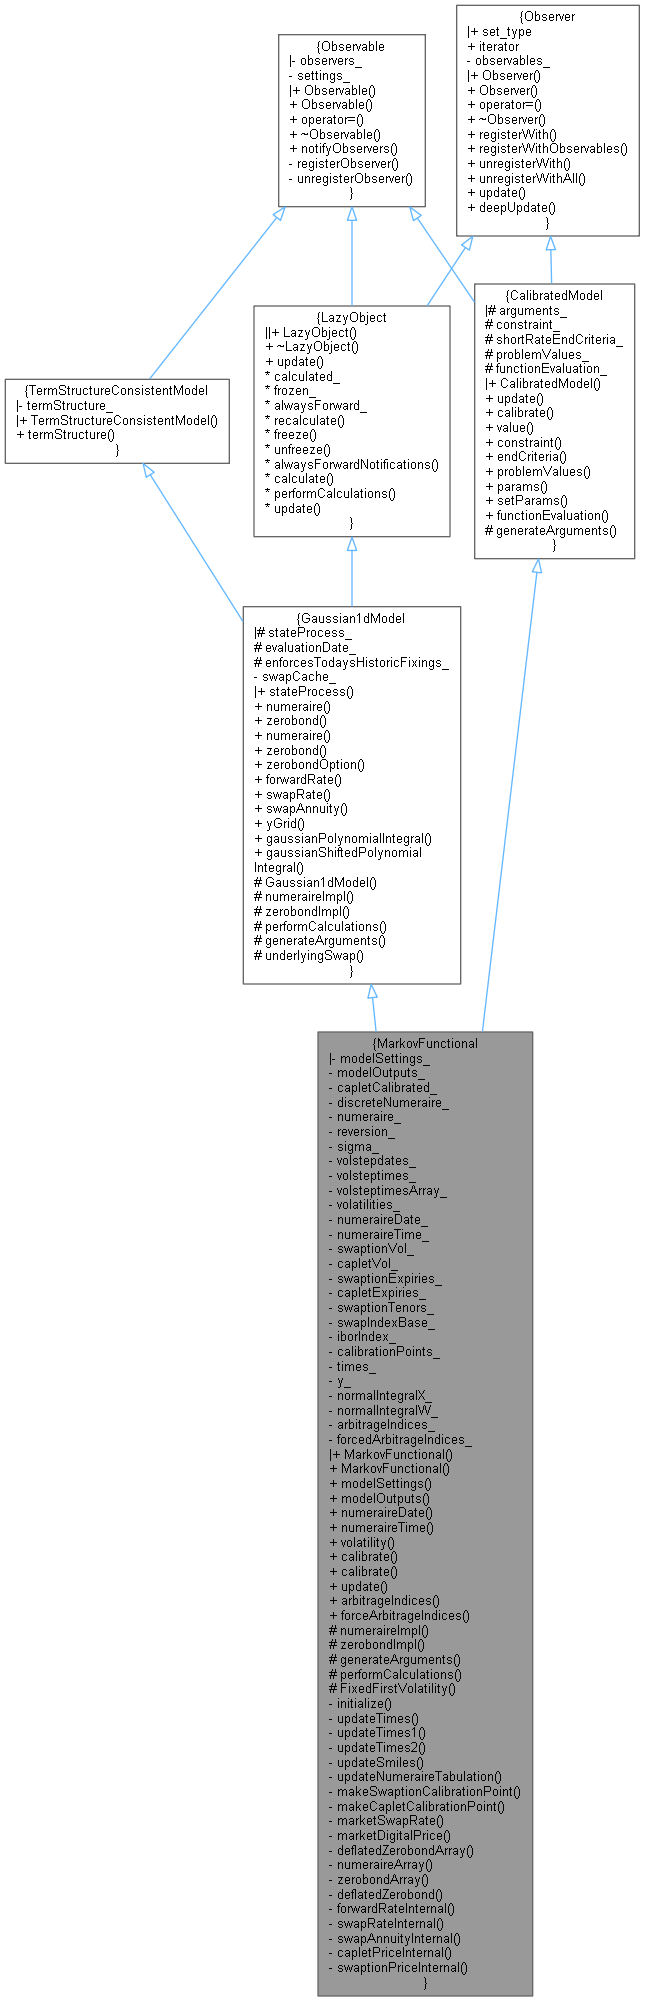 {Observable
|- observers_
- settings_
|+ Observable()
+ Observable()
+ operator=()
+ ~Observable()
+ notifyObservers()
- registerObserver()
- unregisterObserver()
}
{Observer
|+ set_type
+ iterator
- observables_
|+ Observer()
+ Observer()
+ operator=()
+ ~Observer()
+ registerWith()
+ registerWithObservables()
+ unregisterWith()
+ unregisterWithAll()
+ update()
+ deepUpdate()
}
{TermStructureConsistentModel
|- termStructure_
|+ TermStructureConsistentModel()
+ termStructure()
}
{LazyObject
||+ LazyObject()
+ ~LazyObject()
+ update()
* calculated_
* frozen_
* alwaysForward_
* recalculate()
* freeze()
* unfreeze()
* alwaysForwardNotifications()
* calculate()
* performCalculations()
* update()
}
{CalibratedModel
|# arguments_
# constraint_
# shortRateEndCriteria_
# problemValues_
# functionEvaluation_
|+ CalibratedModel()
+ update()
+ calibrate()
+ value()
+ constraint()
+ endCriteria()
+ problemValues()
+ params()
+ setParams()
+ functionEvaluation()
# generateArguments()
}
{Gaussian1dModel
|# stateProcess_
# evaluationDate_
# enforcesTodaysHistoricFixings_
- swapCache_
|+ stateProcess()
+ numeraire()
+ zerobond()
+ numeraire()
+ zerobond()
+ zerobondOption()
+ forwardRate()
+ swapRate()
+ swapAnnuity()
+ yGrid()
+ gaussianPolynomialIntegral()
+ gaussianShiftedPolynomial
Integral()
# Gaussian1dModel()
# numeraireImpl()
# zerobondImpl()
# performCalculations()
# generateArguments()
# underlyingSwap()
}
{MarkovFunctional
|- modelSettings_
- modelOutputs_
- capletCalibrated_
- discreteNumeraire_
- numeraire_
- reversion_
- sigma_
- volstepdates_
- volsteptimes_
- volsteptimesArray_
- volatilities_
- numeraireDate_
- numeraireTime_
- swaptionVol_
- capletVol_
- swaptionExpiries_
- capletExpiries_
- swaptionTenors_
- swapIndexBase_
- iborIndex_
- calibrationPoints_
- times_
- y_
- normalIntegralX_
- normalIntegralW_
- arbitrageIndices_
- forcedArbitrageIndices_
|+ MarkovFunctional()
+ MarkovFunctional()
+ modelSettings()
+ modelOutputs()
+ numeraireDate()
+ numeraireTime()
+ volatility()
+ calibrate()
+ calibrate()
+ update()
+ arbitrageIndices()
+ forceArbitrageIndices()
# numeraireImpl()
# zerobondImpl()
# generateArguments()
# performCalculations()
# FixedFirstVolatility()
- initialize()
- updateTimes()
- updateTimes1()
- updateTimes2()
- updateSmiles()
- updateNumeraireTabulation()
- makeSwaptionCalibrationPoint()
- makeCapletCalibrationPoint()
- marketSwapRate()
- marketDigitalPrice()
- deflatedZerobondArray()
- numeraireArray()
- zerobondArray()
- deflatedZerobond()
- forwardRateInternal()
- swapRateInternal()
- swapAnnuityInternal()
- capletPriceInternal()
- swaptionPriceInternal()
}